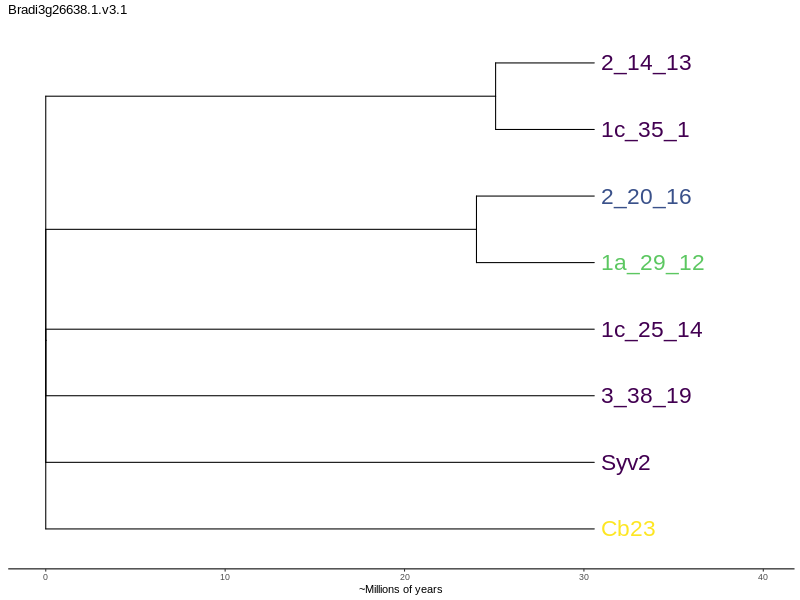 Bradi3g26638.1.v3.1
2_14_13
1c_35_1
2_20_16
1a_29_12
1c_25_14
3_38_19
Syv2
Cb23
0 10 20 30 40
~Millions of years